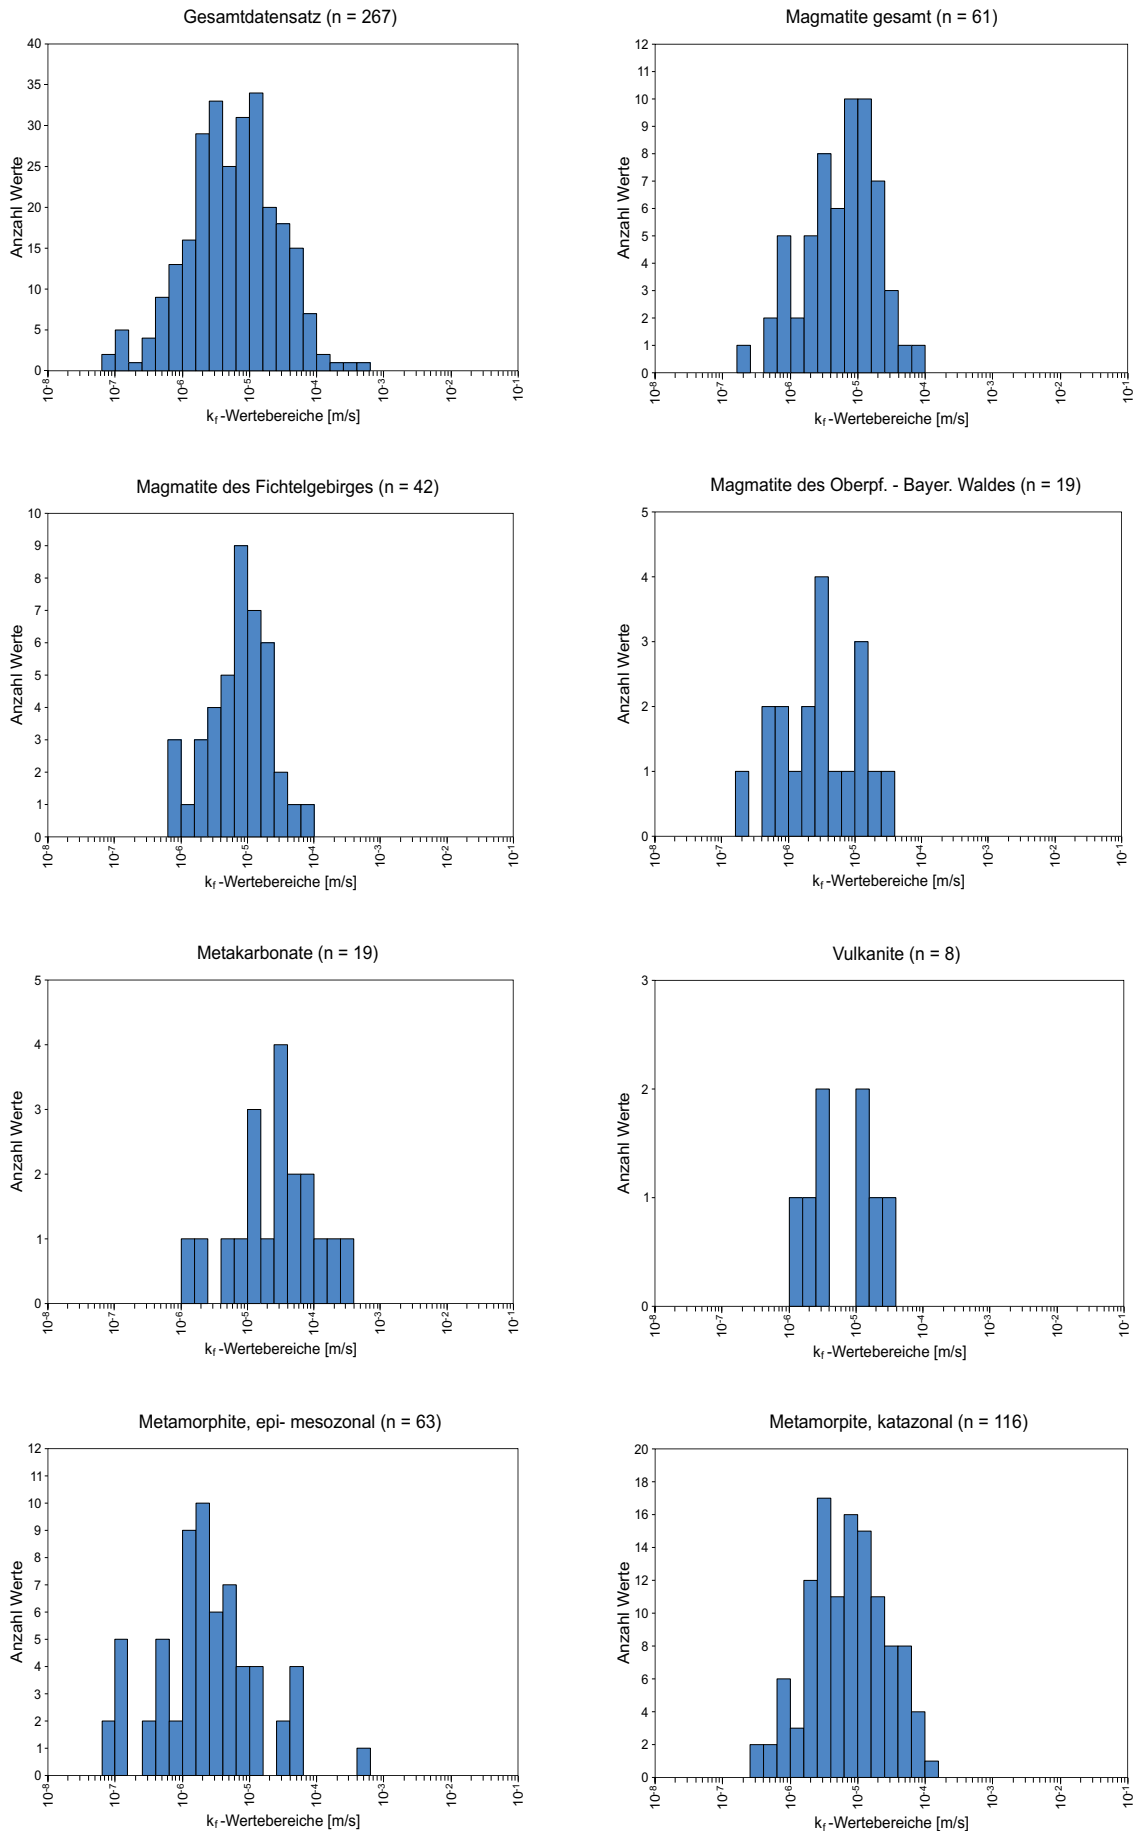 Gesamtdatensatz (n = 267)
Anzahl Werte
40
35
30
25
20
15
10
5
0
10-8 10-7 10-6 10-5 10-4 10-3 10-2 10-1
kf -Wertebereiche [m/s]
Magmatite gesamt (n = 61)
Anzahl Werte
12
11
10
9
8
7
6
5
4
3
2
1
0
10-8 10-7 10-6 10-5 10-4 10-3 10-2 10-1
kf -Wertebereiche [m/s]
Magmatite des Fichtelgebirges (n = 42)
Anzahl Werte
10
9
8
7
6
5
4
3
2
1
0
10-8 10-7 10-6 10-5 10-4 10-3 10-2 10-1
kf -Wertebereiche [m/s]
Magmatite des Oberpf. - Bayer. Waldes (n = 19)
Anzahl Werte
5
4
3
2
1
0
10-8 10-7 10-6 10-5 10-4 10-3 10-2 10-1
kf -Wertebereiche [m/s]
Metakarbonate (n = 19)
Anzahl Werte
5
4
3
2
1
0
10-8 10-7 10-6 10-5 10-4 10-3 10-2 10-1
kf -Wertebereiche [m/s]
Vulkanite (n = 8)
Anzahl Werte
3
2
1
0
10-8 10-7 10-6 10-5 10-4 10-3 10-2 10-1
kf -Wertebereiche [m/s]
Metamorphite, epi- mesozonal (n = 63)
Anzahl Werte
12
11
10
9
8
7
6
5
4
3
2
1
0
10-8 10-7 10-6 10-5 10-4 10-3 10-2 10-1
kf -Wertebereiche [m/s]
Metamorpite, katazonal (n = 116)
Anzahl Werte
20
18
16
14
12
10
8
6
4
2
0
10-8 10-7 10-6 10-5 10-4 10-3 10-2 10-1
kf -Wertebereiche [m/s]